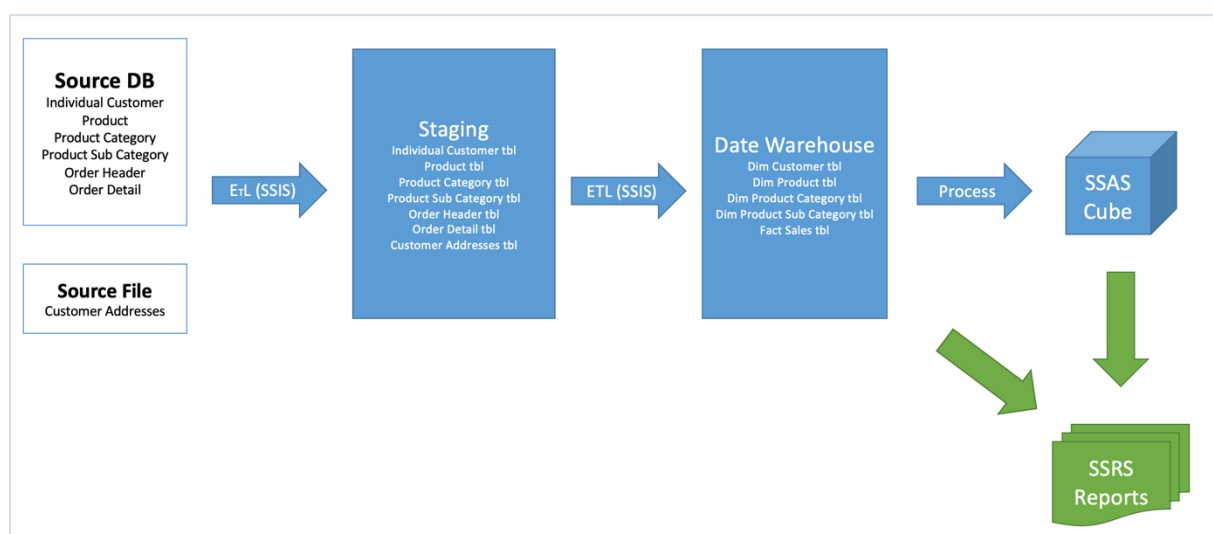 Source DB
Individual Customer
Product
Product Category
Product Sub Category
Order Header
Order Detail
Source File
Customer Addresses
ETL (SSIS)
Staging
Individual Customer tbl
Product tbl
Product Category tbl
Product Sub Category tbl
Order Header tbl
Order Detail tbl
Customer Addresses tbl
ETL (SSIS)
Date Warehouse
Dim Customer tbl
Dim Product tbl
Dim Product Category tbl
Dim Product Sub Category tbl
Fact Sales tbl
Process
SSAS
Cube
SSRS
Reports